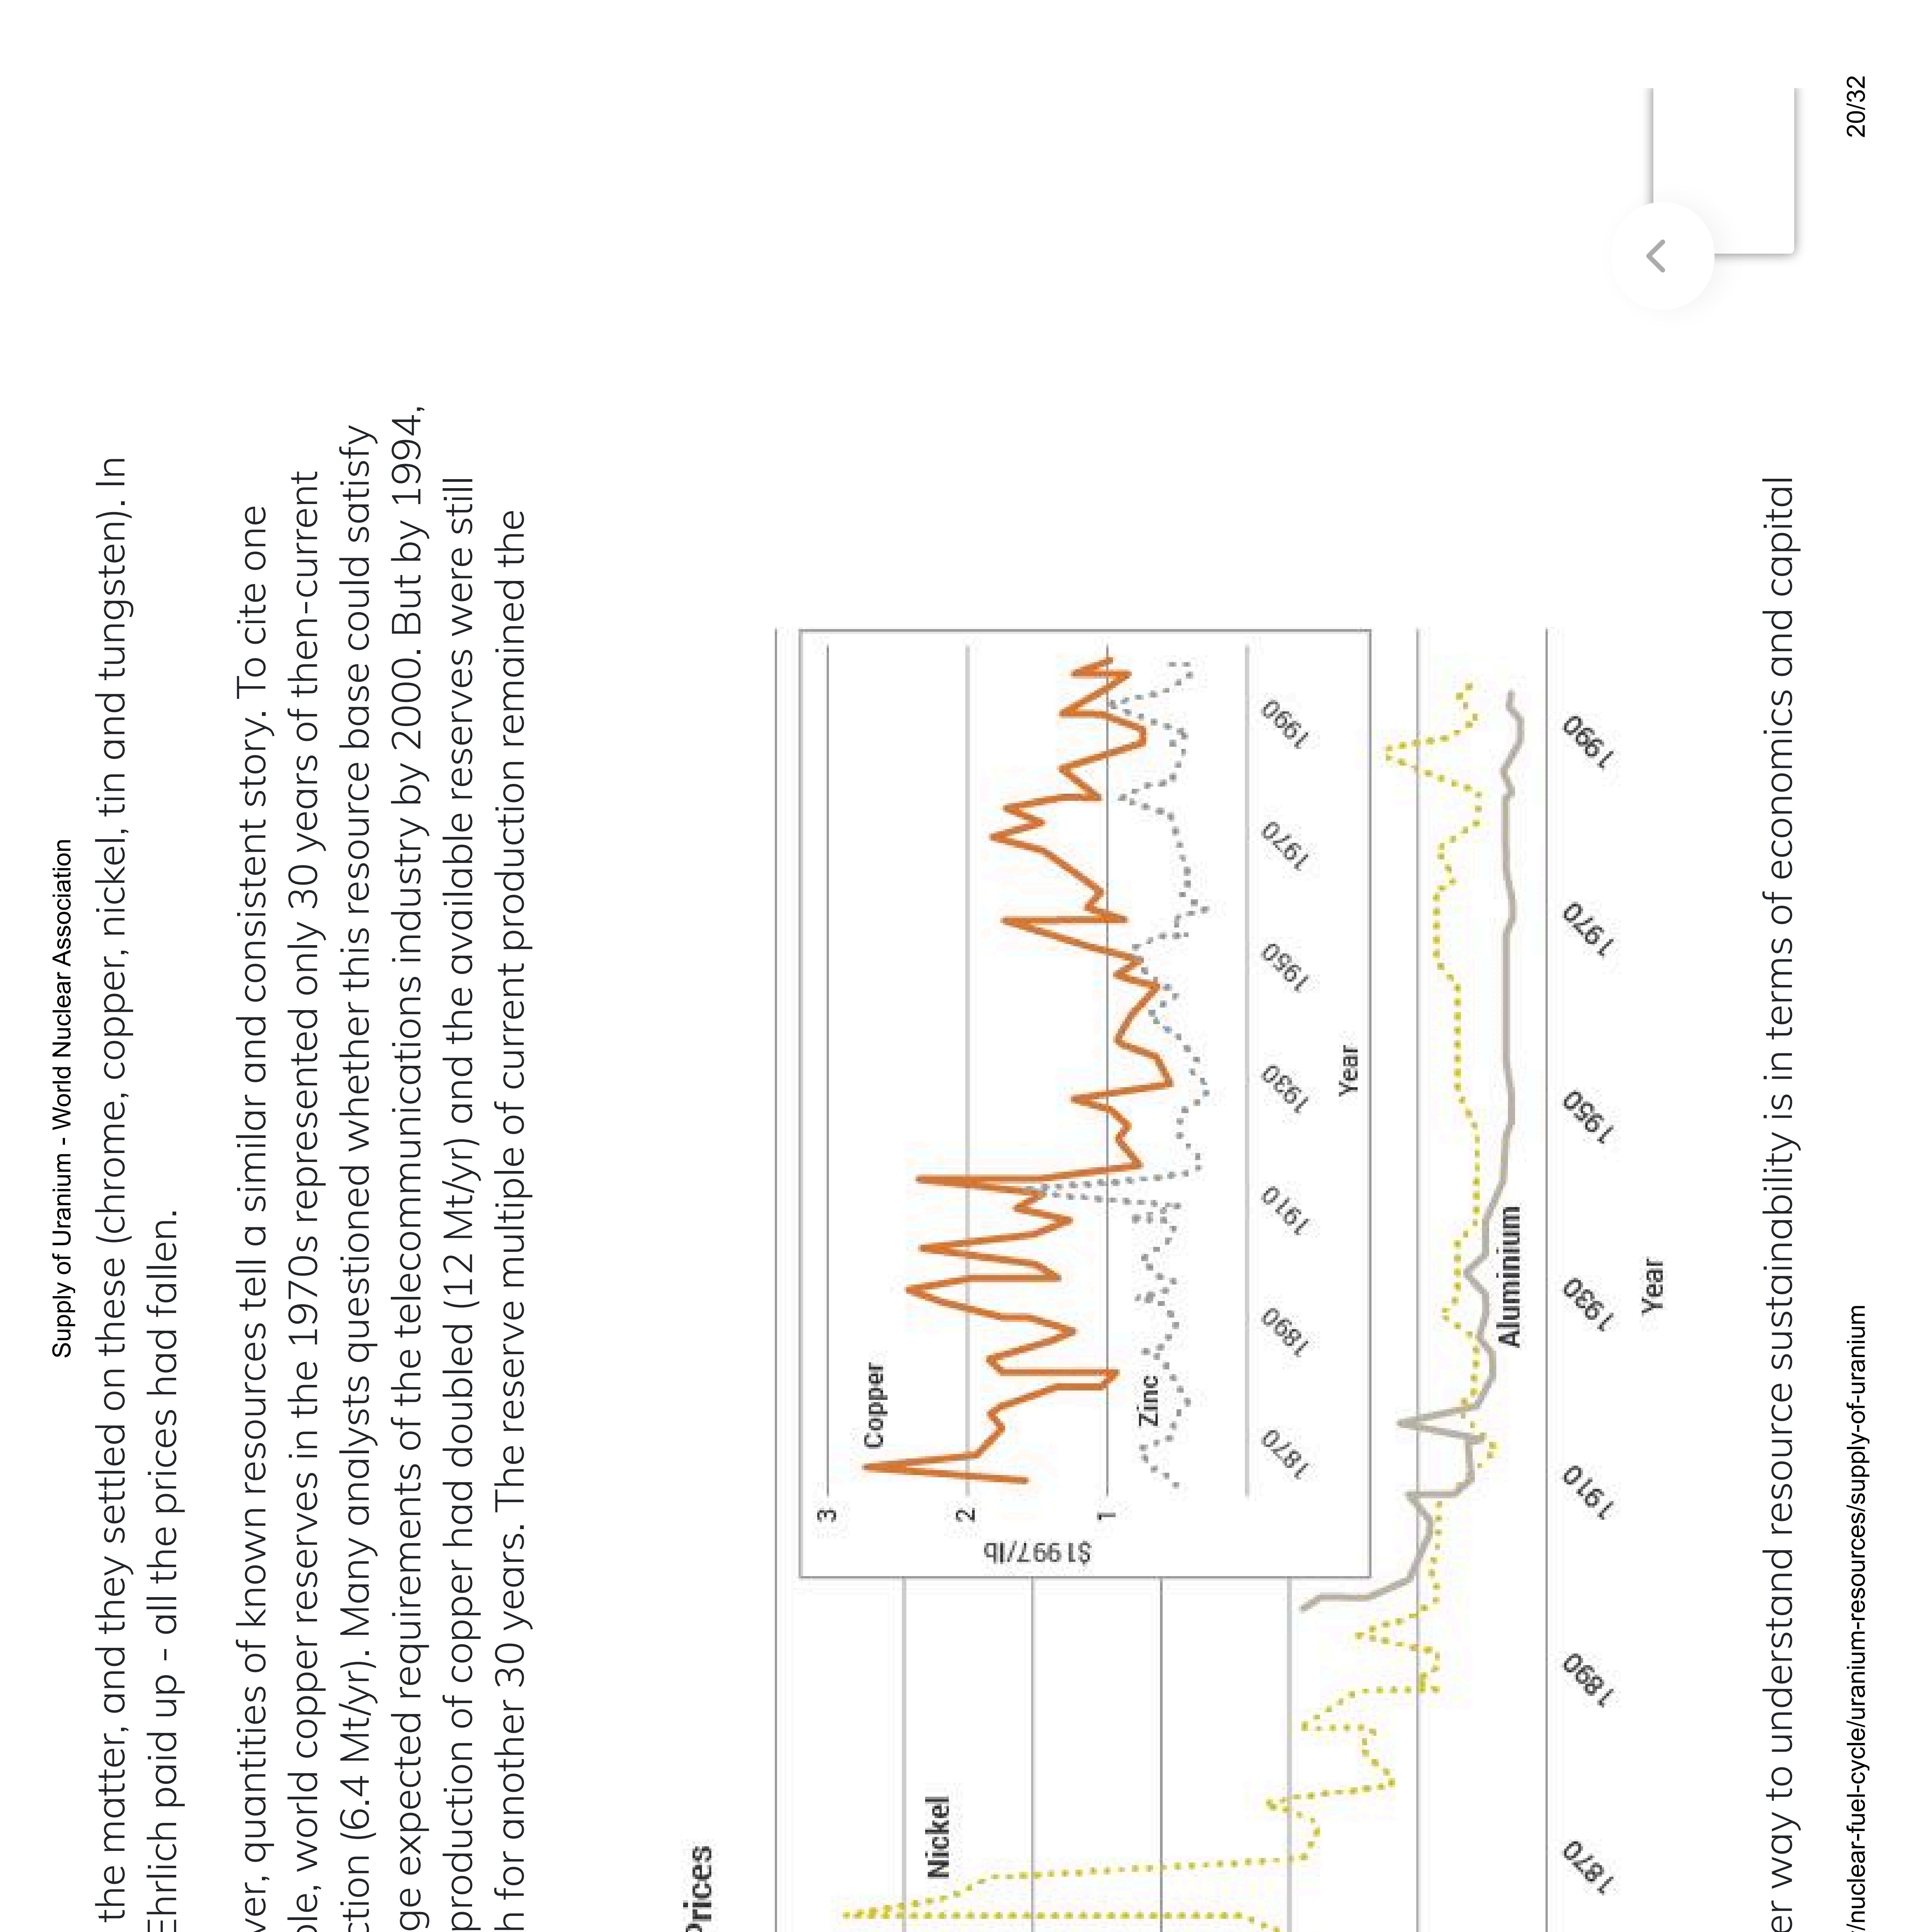 Supply of Uranium - World Nuclear Association
the matter, and they settled on these (chrome, copper, nickel, tin and tungsten). In
Ehrlich paid up - all the prices had fallen.
ver, quantities of known resources tell a similar and consistent story. To cite one
ple, world copper reserves in the 1970s represented only 30 years of then-current
ction (6.4 Mt/yr). Many analysts questioned whether this resource base could satisfy
ge expected requirements of the telecommunications industry by 2000. But by 1994,
production of copper had doubled (12 Mt/yr) and the available reserves were still
h for another 30 years. The reserve multiple of current production remained the
Prices
3
2
1
$1997/lb
Copper
Zinc
1870
1890
1910
1930
1950
1970
1990
Year
Nickel
Aluminium
1870
1890
1910
1930
1950
1970
1990
Year
er way to understand resource sustainability is in terms of economics and capital
/nuclear-fuel-cycle/uranium-resources/supply-of-uranium
20/32